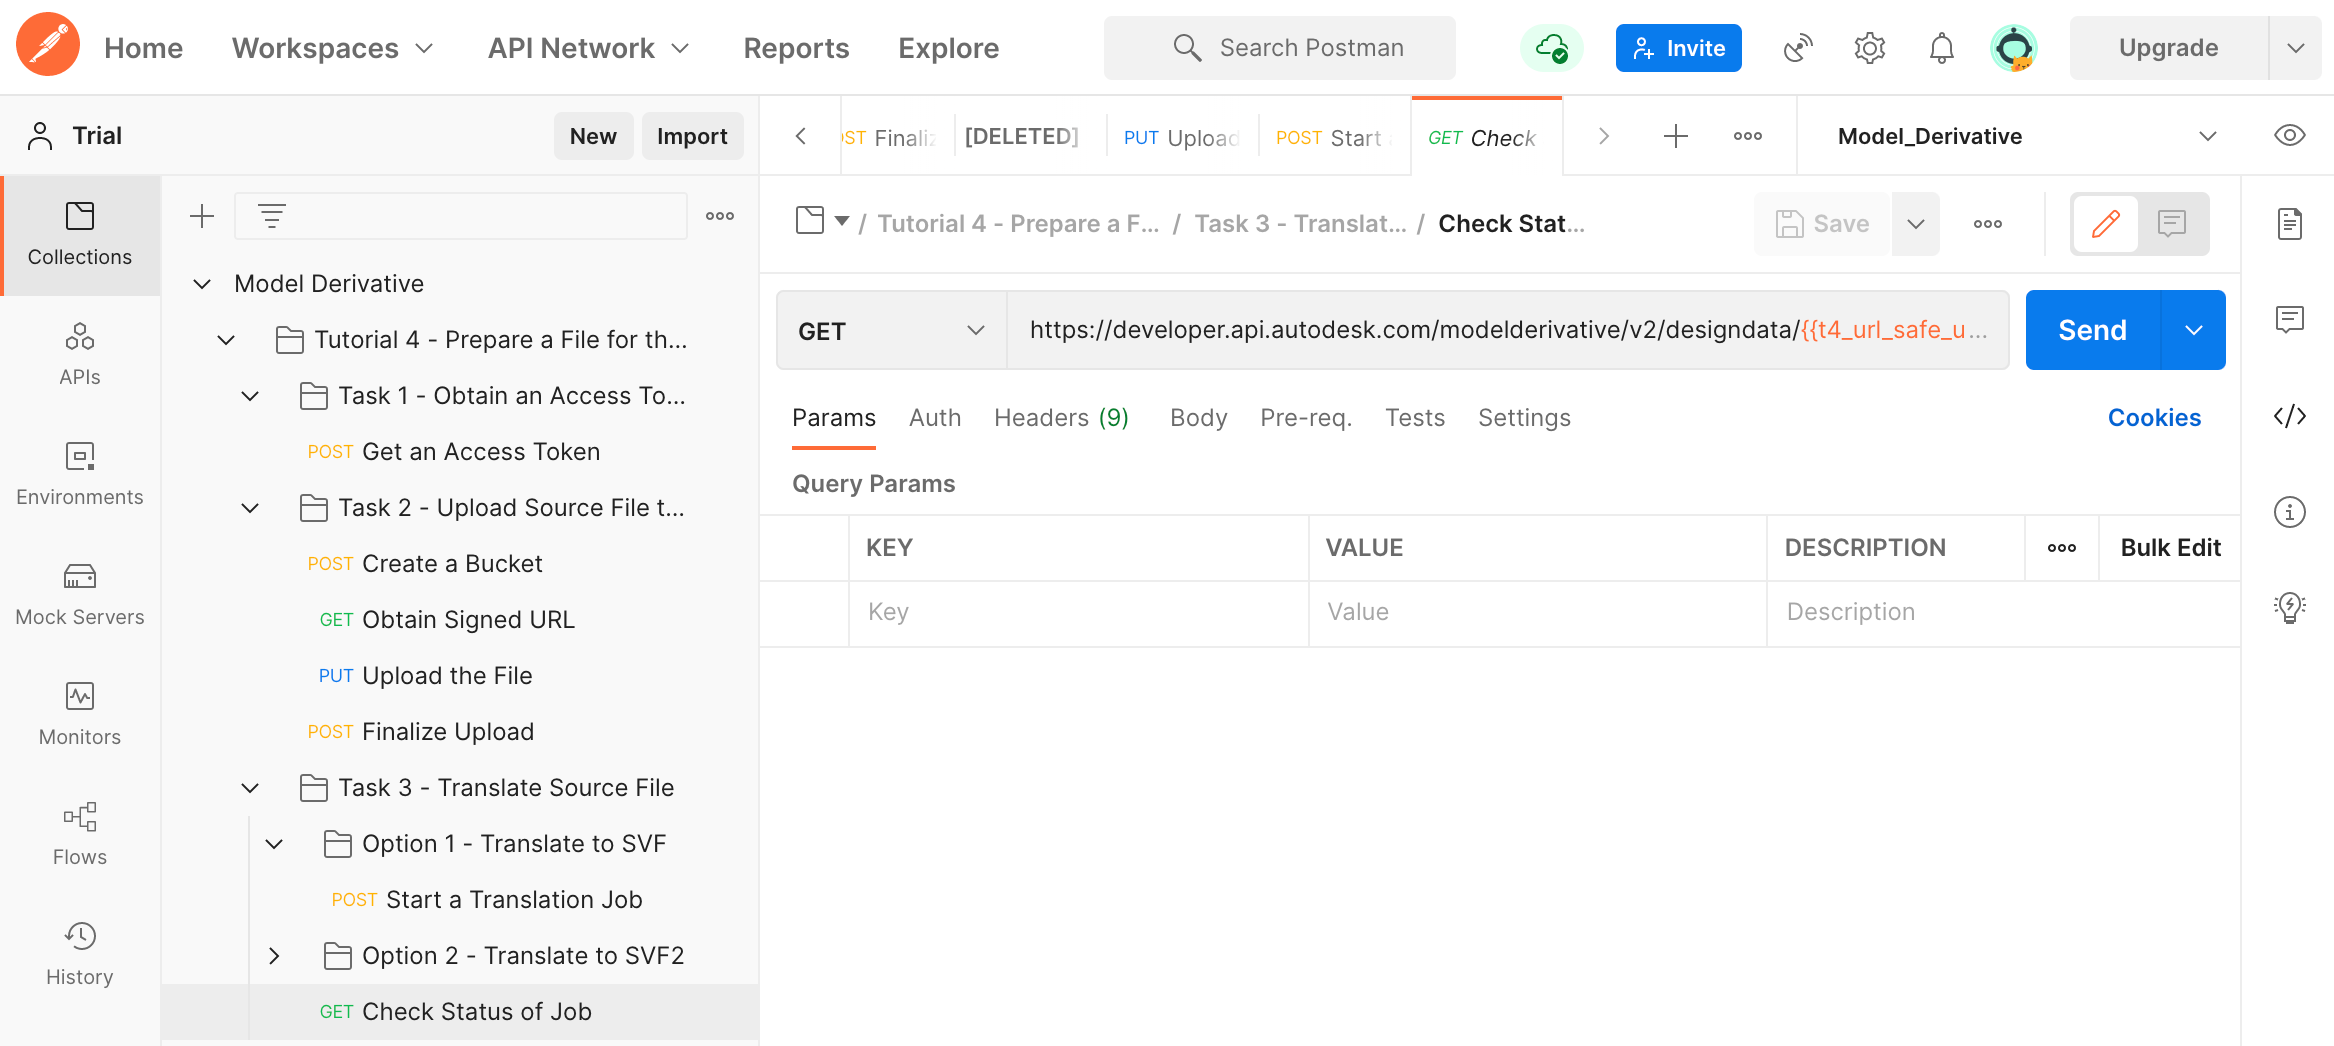 Home Workspaces API Network Reports Explore Search Postman Invite Upgrade
Trial New Import
Finaliz [DELETED] PUT Upload POST Start GET Check Model_Derivative
Collections
APIs
Environments
Mock Servers
Monitors
Flows
History
Model Derivative
Tutorial 4 - Prepare a File for th...
Task 1 - Obtain an Access To...
POST Get an Access Token
Task 2 - Upload Source File t...
POST Create a Bucket
GET Obtain Signed URL
PUT Upload the File
POST Finalize Upload
Task 3 - Translate Source File
Option 1 - Translate to SVF
POST Start a Translation Job
Option 2 - Translate to SVF2
GET Check Status of Job
/ Tutorial 4 - Prepare a F... / Task 3 - Translat... / Check Stat... Save
GET https://developer.api.autodesk.com/modelderivative/v2/designdata/{{t4_url_safe_u... Send
Params Auth Headers (9) Body Pre-req. Tests Settings Cookies
Query Params
KEY VALUE DESCRIPTION Bulk Edit
Key Value Description